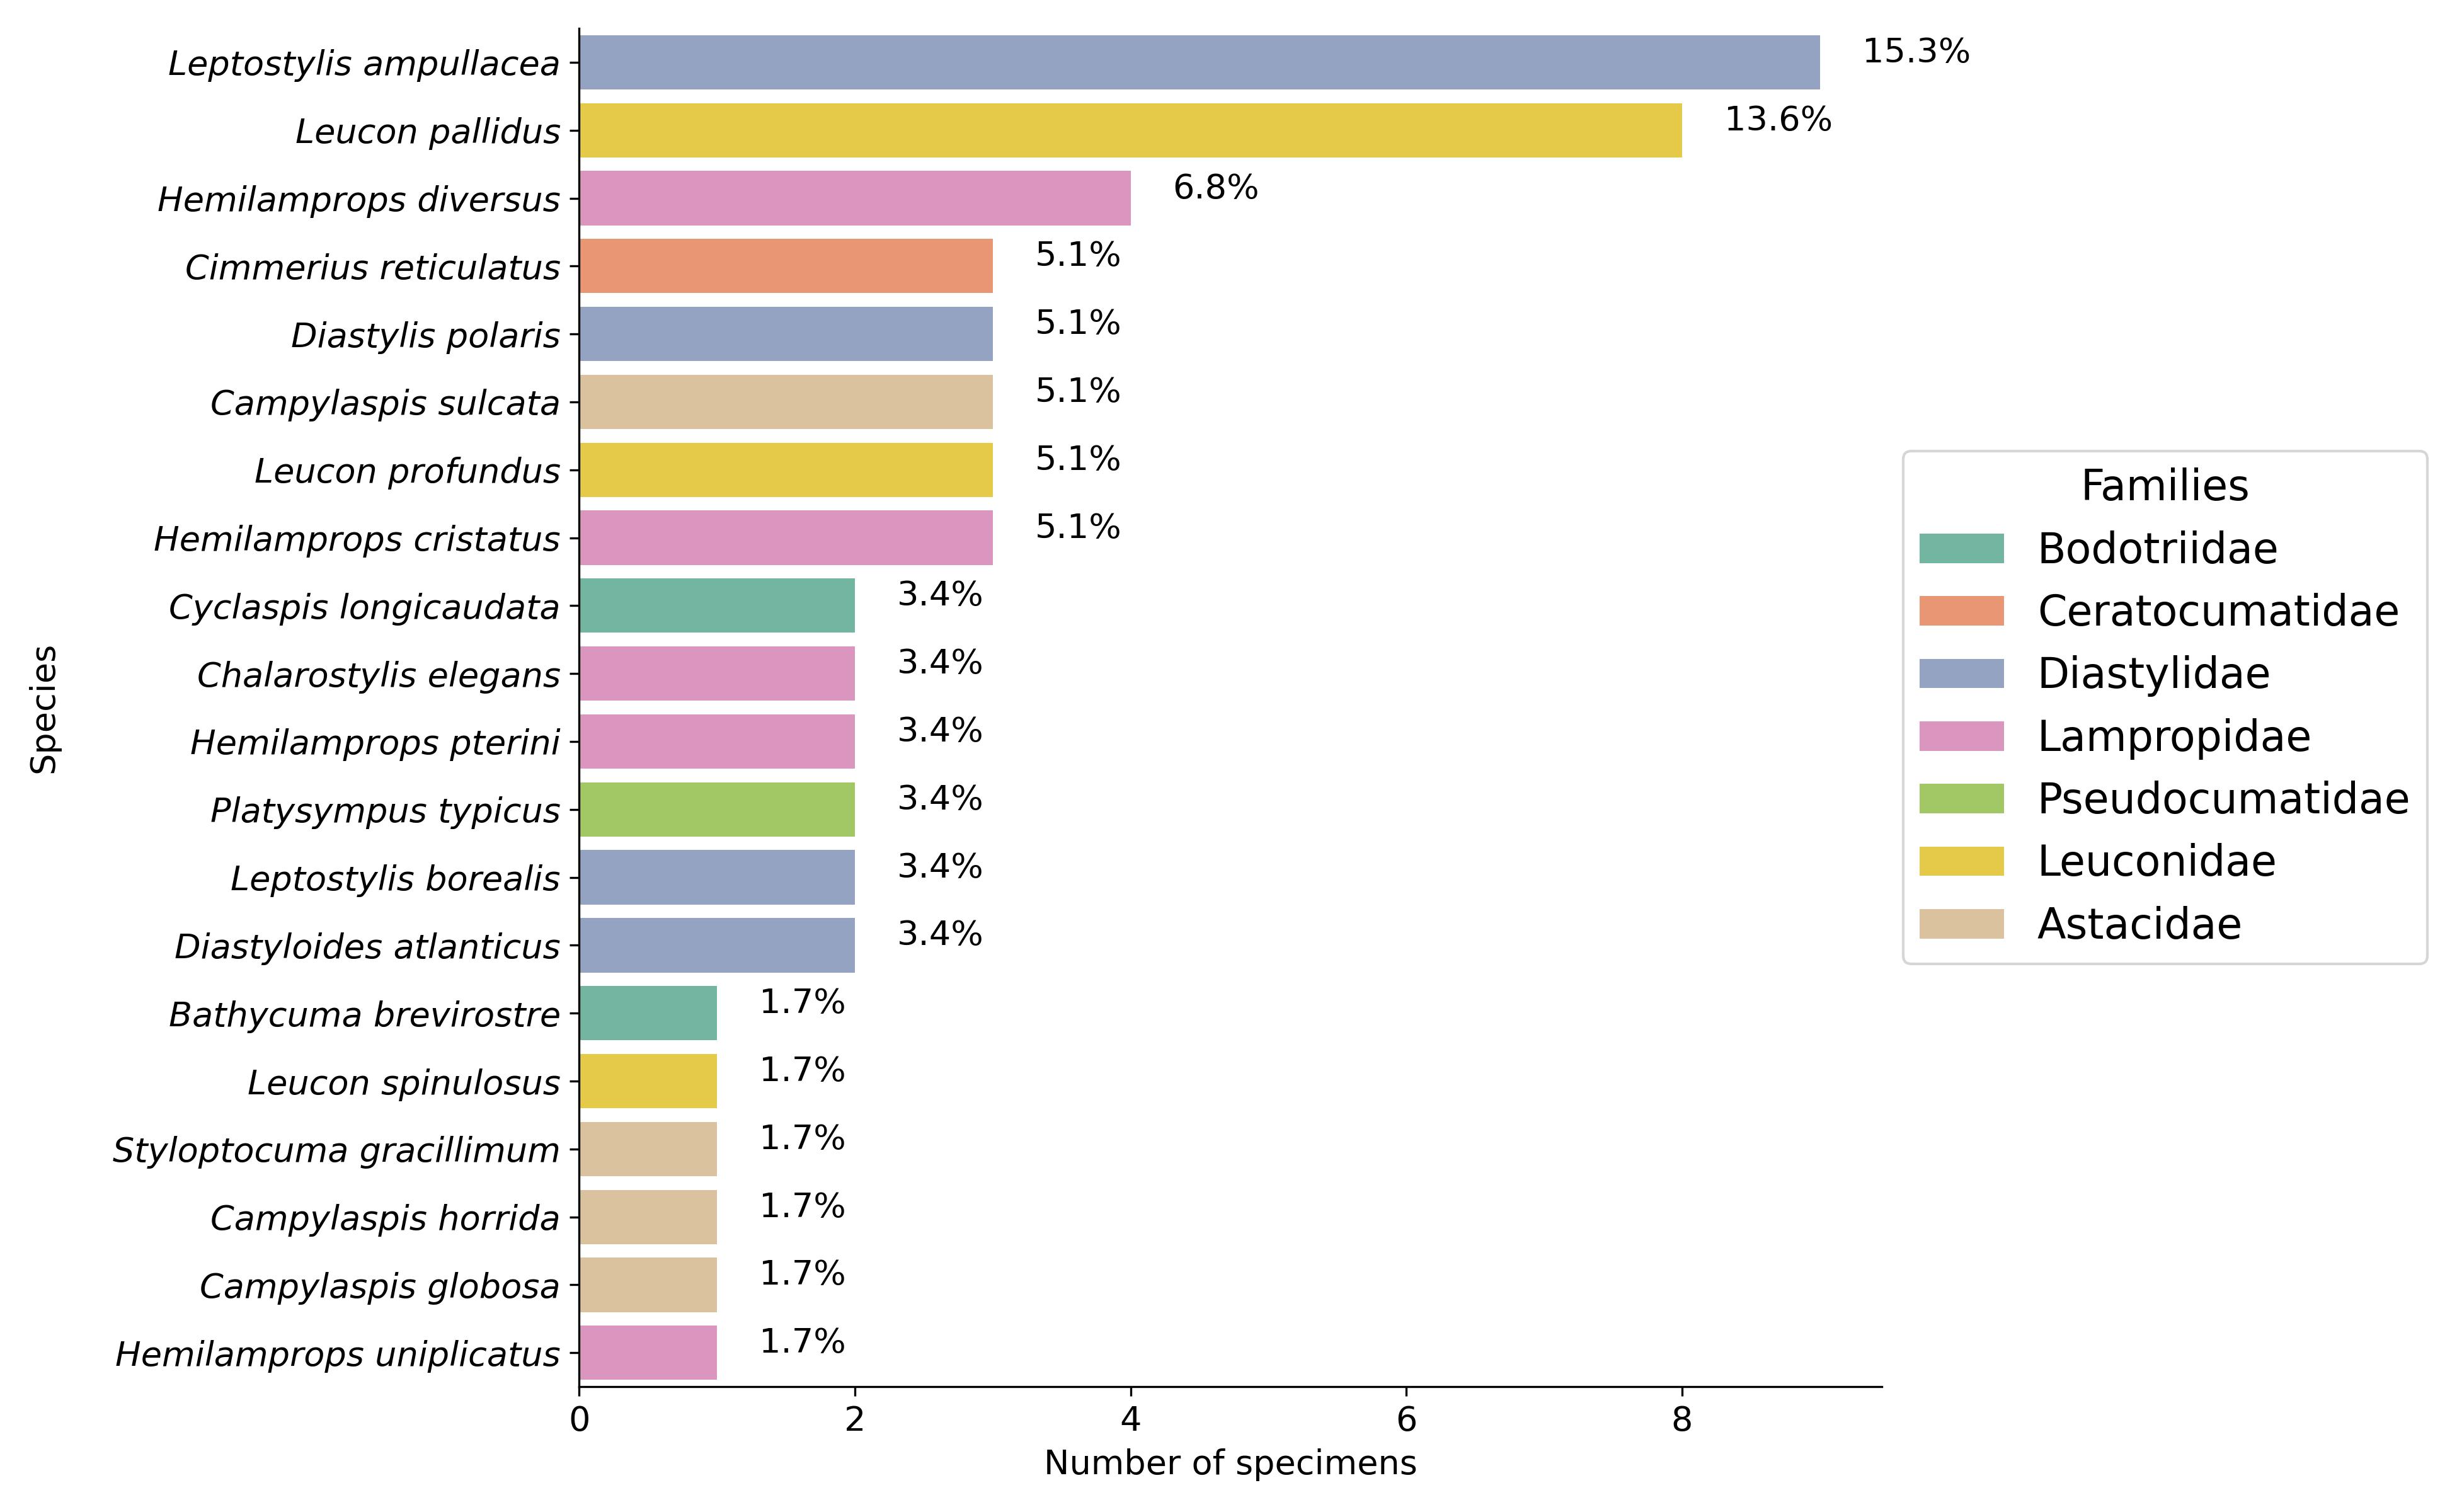 Leptostylis ampullacea 15.3%
Leucon pallidus 13.6%
Hemilamprops diversus 6.8%
Cimmerius reticulatus 5.1%
Diastylis polaris 5.1%
Campylaspis sulcata 5.1%
Leucon profundus 5.1%
Hemilamprops cristatus 5.1%
Cyclaspis longicaudata 3.4%
Chalarostylis elegans 3.4%
Hemilamprops pterini 3.4%
Platysympus typicus 3.4%
Leptostylis borealis 3.4%
Diastyloides atlanticus 3.4%
Bathycuma brevirostre 1.7%
Leucon spinulosus 1.7%
Styloptocuma gracillimum 1.7%
Campylaspis horrida 1.7%
Campylaspis globosa 1.7%
Hemilamprops uniplicatus 1.7%
Species
0 2 4 6 8
Number of specimens
Families
Bodotriidae
Ceratocumatidae
Diastylidae
Lampropidae
Pseudocumatidae
Leuconidae
Astacidae